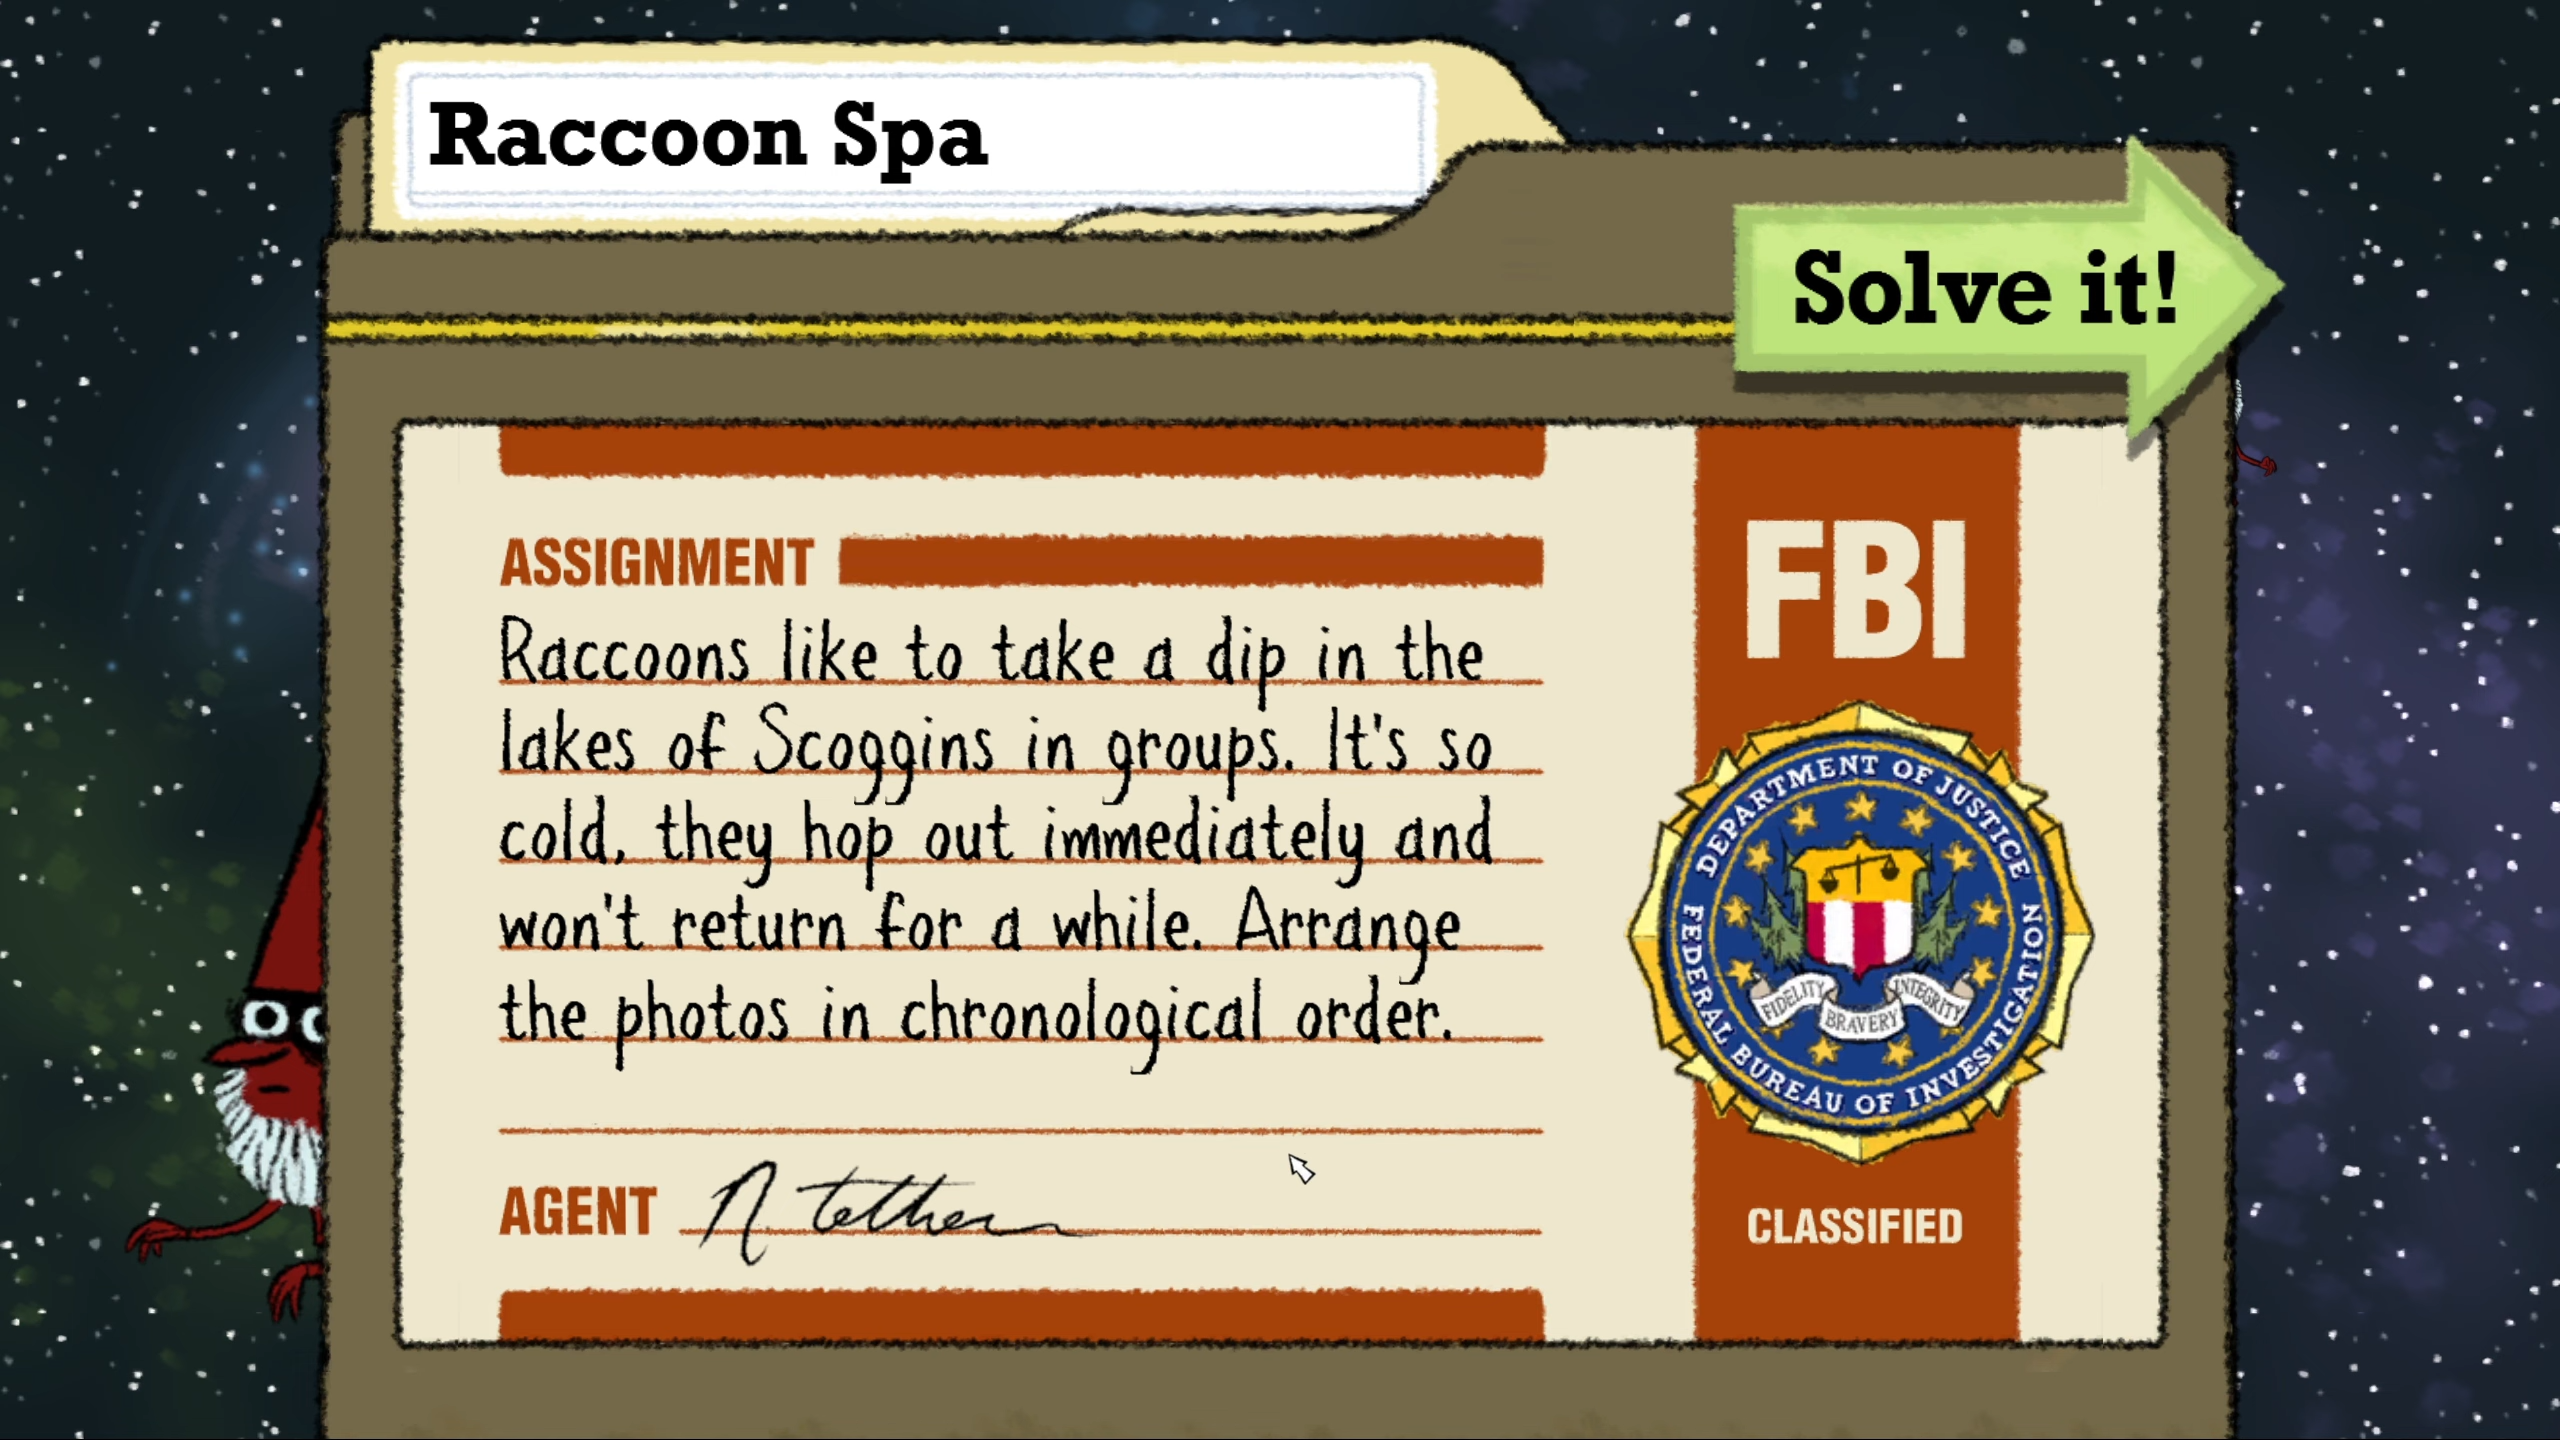 Raccoon Spa
Solve it!
ASSIGNMENT
Raccoons like to take a dip in the
lakes of Scoggins in groups. It's so
cold, they hop out immediately and
won't return for a while. Arrange
the photos in chronological order.
AGENT N. Tethers
FBI
DEPARTMENT OF JUSTICE
FEDERAL BUREAU OF INVESTIGATION
FIDELITY
BRAVERY
INTEGRITY
CLASSIFIED